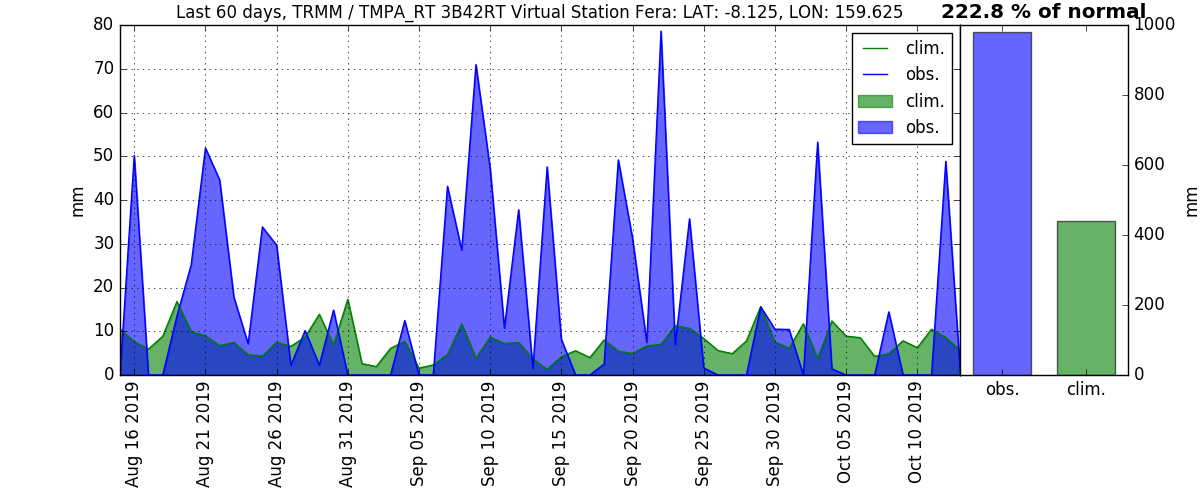 Last 60 days, TRMM / TMPA_RT 3B42RT Virtual Station Fera: LAT: -8.125, LON: 159.625
222.8 % of normal
80
70
60
50
40
30
20
10
0
mm
clim.
obs.
clim.
obs.
Aug 16 2019
Aug 21 2019
Aug 26 2019
Aug 31 2019
Sep 05 2019
Sep 10 2019
Sep 15 2019
Sep 20 2019
Sep 25 2019
Sep 30 2019
Oct 05 2019
Oct 10 2019
1000
800
600
400
200
0
mm
obs.
clim.